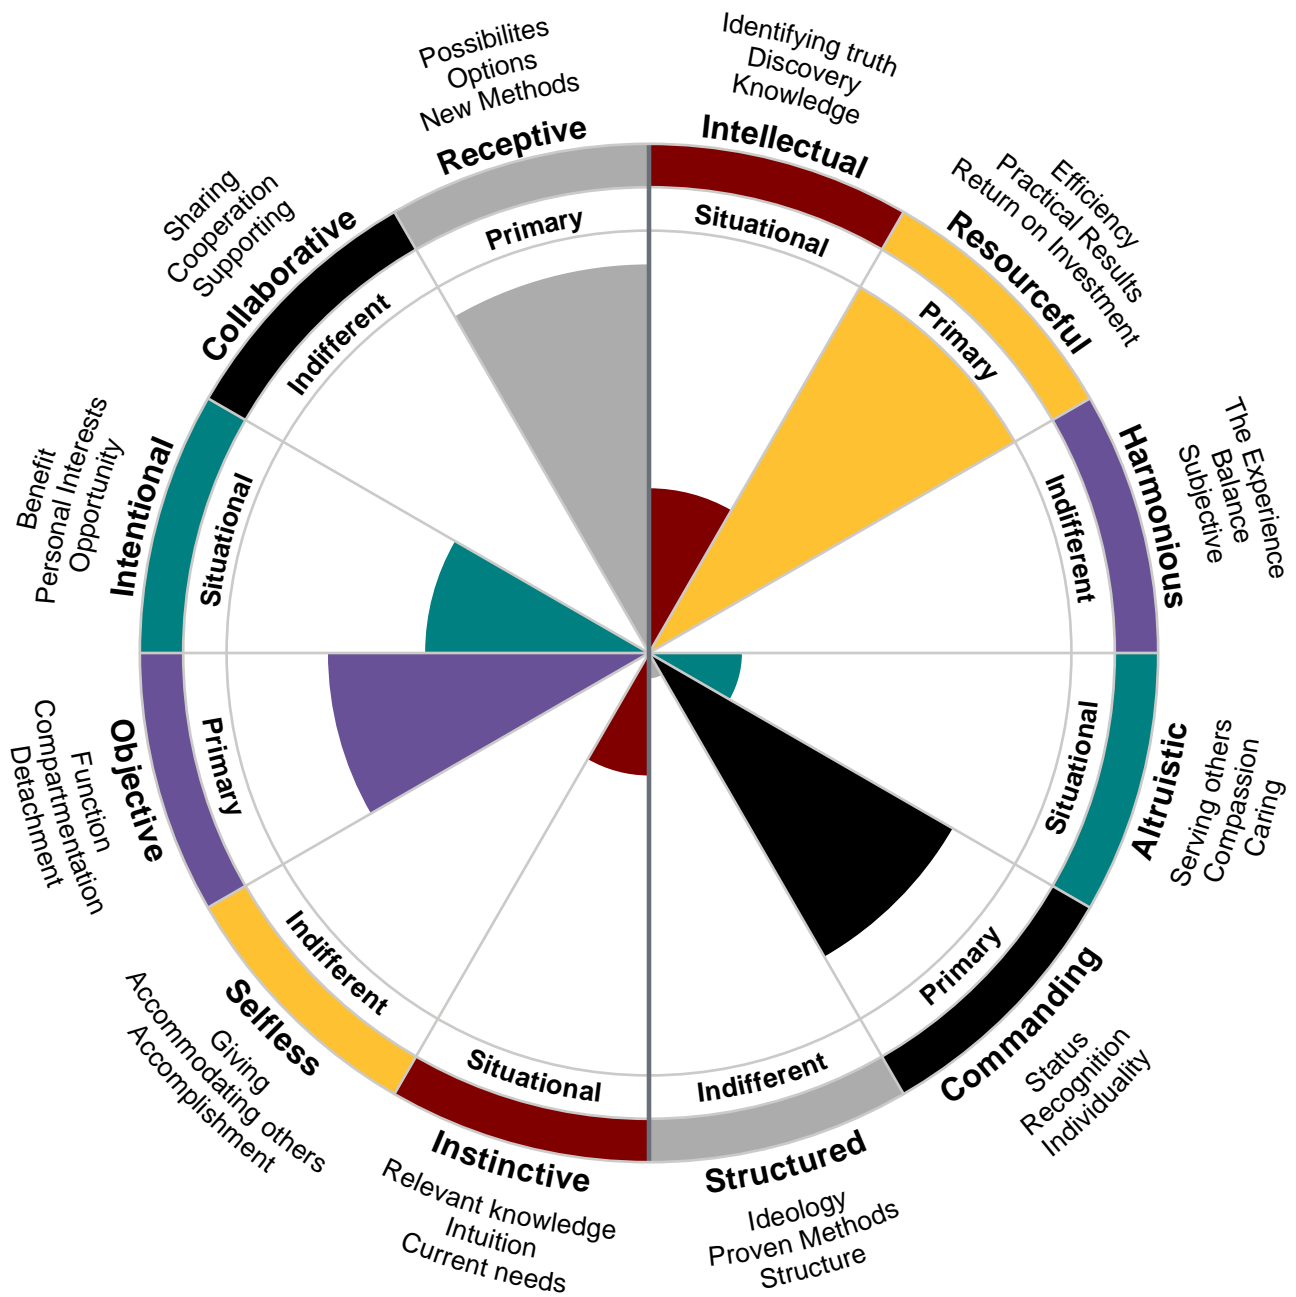 Identifying truth
Discovery
Knowledge
Intellectual
Situational
Efficiency
Practical Results
Return on Investment
Resourceful
Primary
The Experience
Balance
Subjective
Harmonious
Indifferent
Altruistic
Serving others
Compassion
Caring
Situational
Commanding
Status
Recognition
Individuality
Primary
Indifferent
Structured
Ideology
Proven Methods
Structure
Situational
Instinctive
Relevant knowledge
Intuition
Current needs
Indifferent
Selfless
Giving
Accommodating others
Accomplishment
Primary
Objective
Function
Compartmentation
Detachment
Benefit
Personal Interests
Opportunity
Intentional
Situational
Sharing
Cooperation
Supporting
Collaborative
Indifferent
Possibilites
Options
New Methods
Receptive
Primary